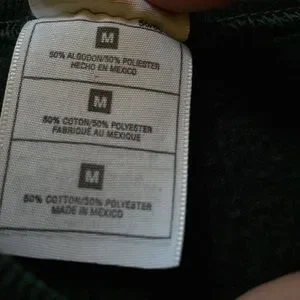 M
50% ALGODON/50% POLYESTER
HECHO EN MEXICO
M
50% COTON/50% POLYESTER
FABRIQUÉ AU MEXIQUE
M
50% COTTON/50% POLYESTER
MADE IN MEXICO